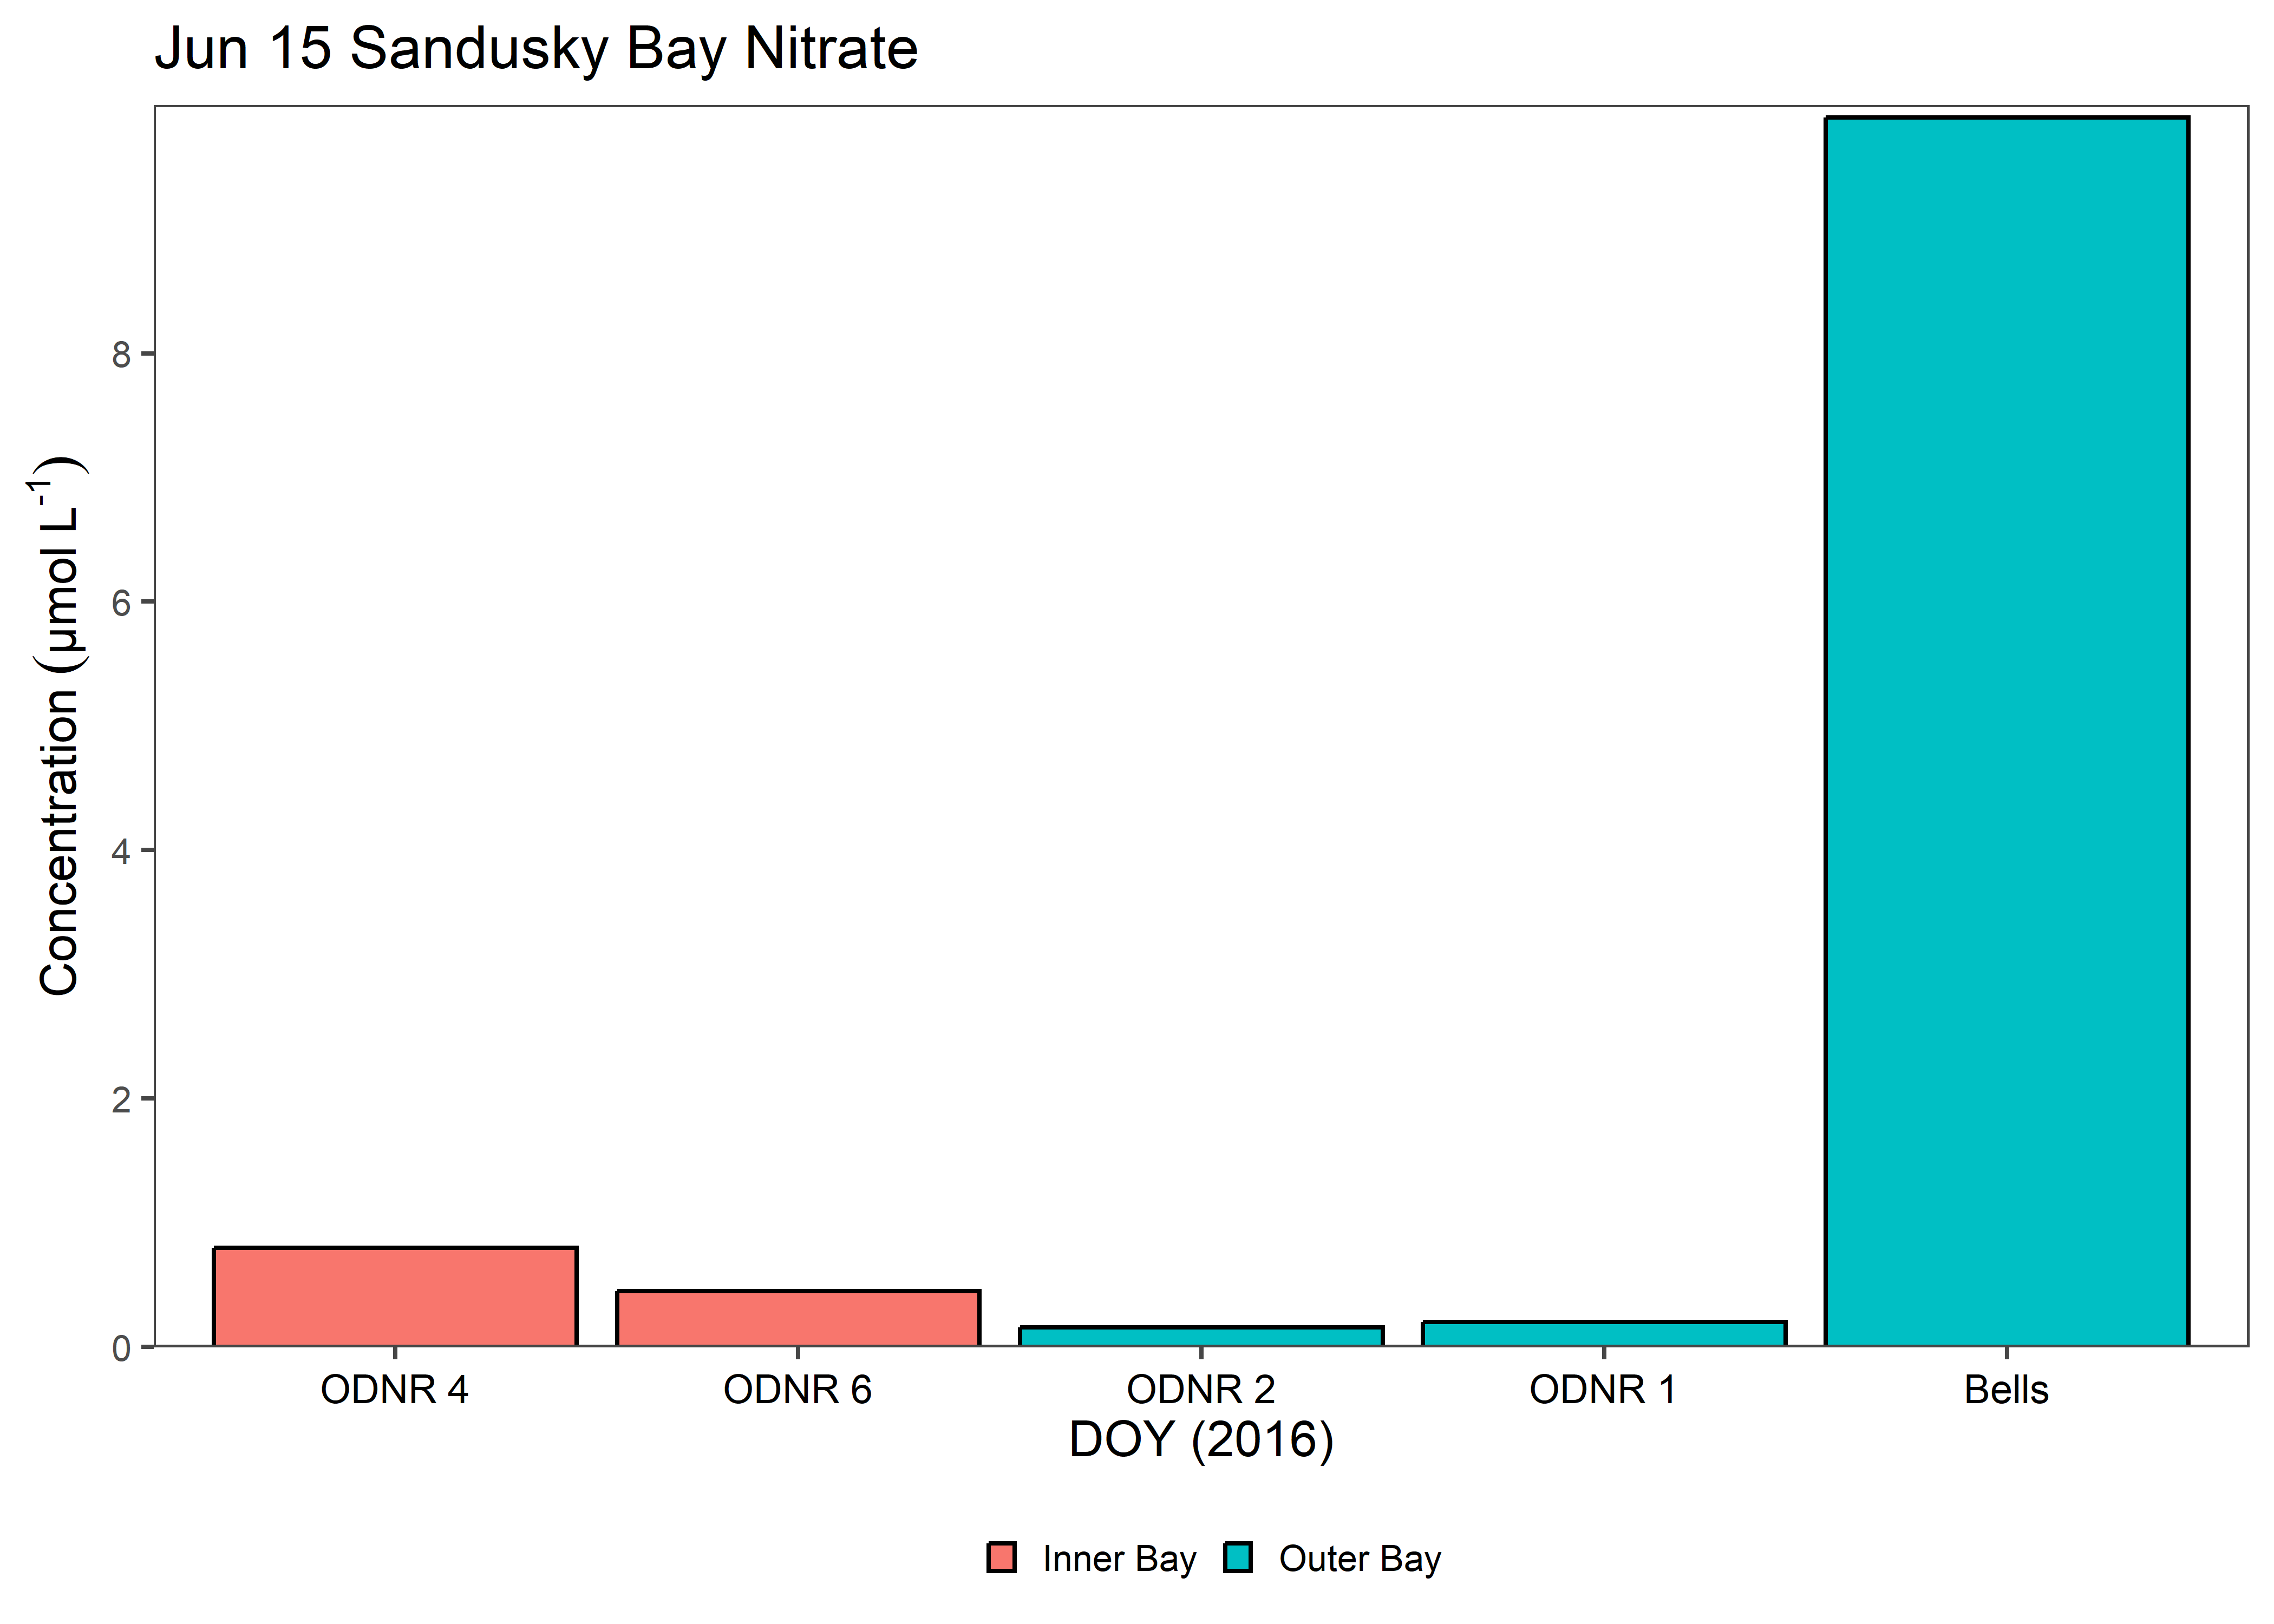 Jun 15 Sandusky Bay Nitrate
Concentration (µmol L⁻¹)
8
6
4
2
0
ODNR 4 ODNR 6 ODNR 2 ODNR 1 Bells
DOY (2016)
Inner Bay Outer Bay